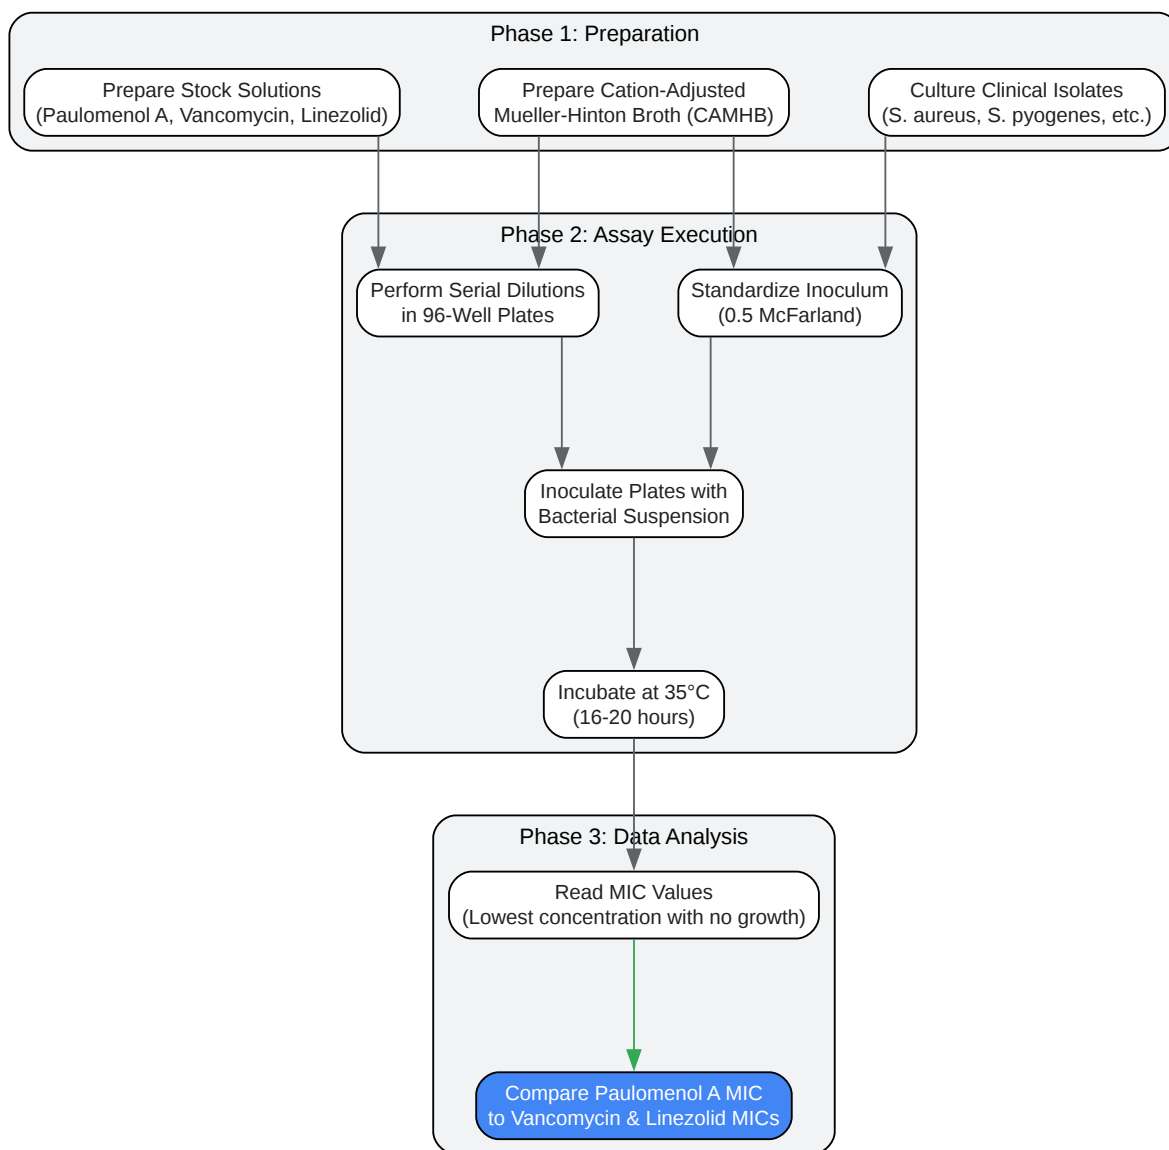 Phase 1: Preparation
Prepare Stock Solutions
(Paulomenol A, Vancomycin, Linezolid)
Prepare Cation-Adjusted
Mueller-Hinton Broth (CAMHB)
Culture Clinical Isolates
(S. aureus, S. pyogenes, etc.)
Phase 2: Assay Execution
Perform Serial Dilutions
in 96-Well Plates
Standardize Inoculum
(0.5 McFarland)
Inoculate Plates with
Bacterial Suspension
Incubate at 35°C
(16-20 hours)
Phase 3: Data Analysis
Read MIC Values
(Lowest concentration with no growth)
Compare Paulomenol A MIC
to Vancomycin & Linezolid MICs